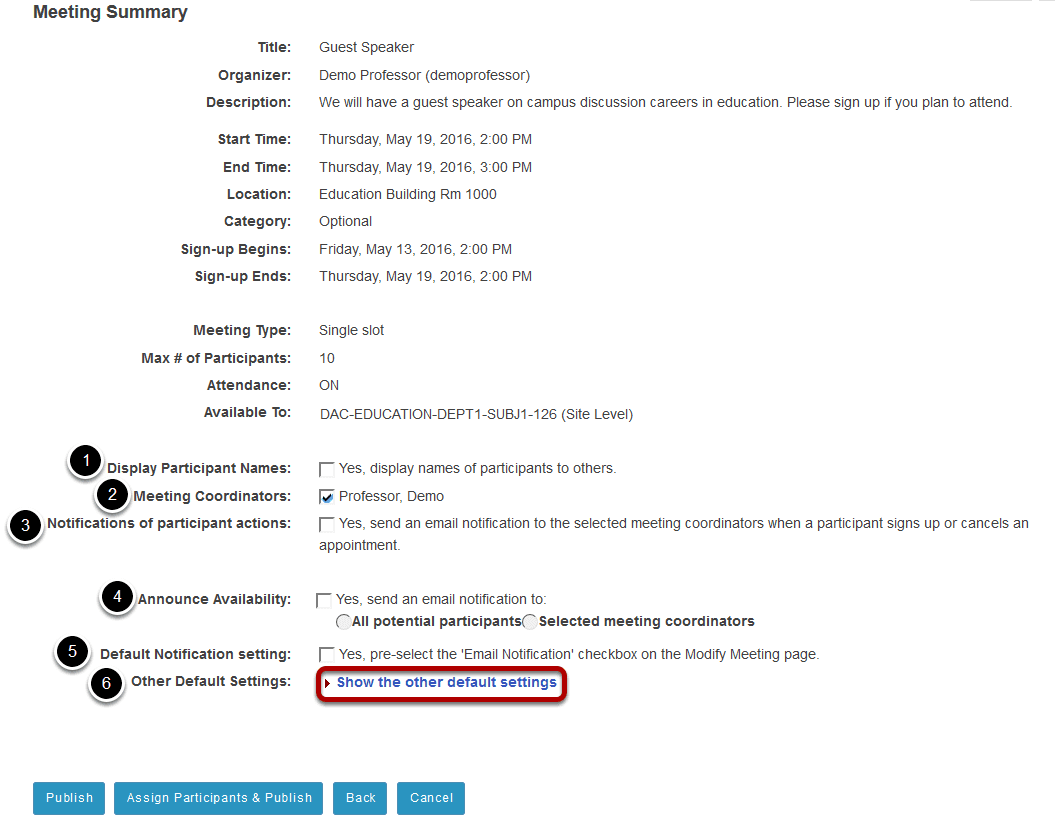 Meeting Summary
Title: Guest Speaker
Organizer: Demo Professor (demoprofessor)
Description: We will have a guest speaker on campus discussion careers in education. Please sign up if you plan to attend.
Start Time: Thursday, May 19, 2016, 2:00 PM
End Time: Thursday, May 19, 2016, 3:00 PM
Location: Education Building Rm 1000
Category: Optional
Sign-up Begins: Friday, May 13, 2016, 2:00 PM
Sign-up Ends: Thursday, May 19, 2016, 2:00 PM
Meeting Type: Single slot
Max # of Participants: 10
Attendance: ON
Available To: DAC-EDUCATION-DEPT1-SUBJ1-126 (Site Level)
1 Display Participant Names: Yes, display names of participants to others.
2 Meeting Coordinators: Professor, Demo
3 Notifications of participant actions: Yes, send an email notification to the selected meeting coordinators when a participant signs up or cancels an
appointment.
4 Announce Availability: Yes, send an email notification to:
All potential participants Selected meeting coordinators
5 Default Notification setting: Yes, pre-select the 'Email Notification' checkbox on the Modify Meeting page.
6 Other Default Settings: Show the other default settings
Publish Assign Participants & Publish Back Cancel